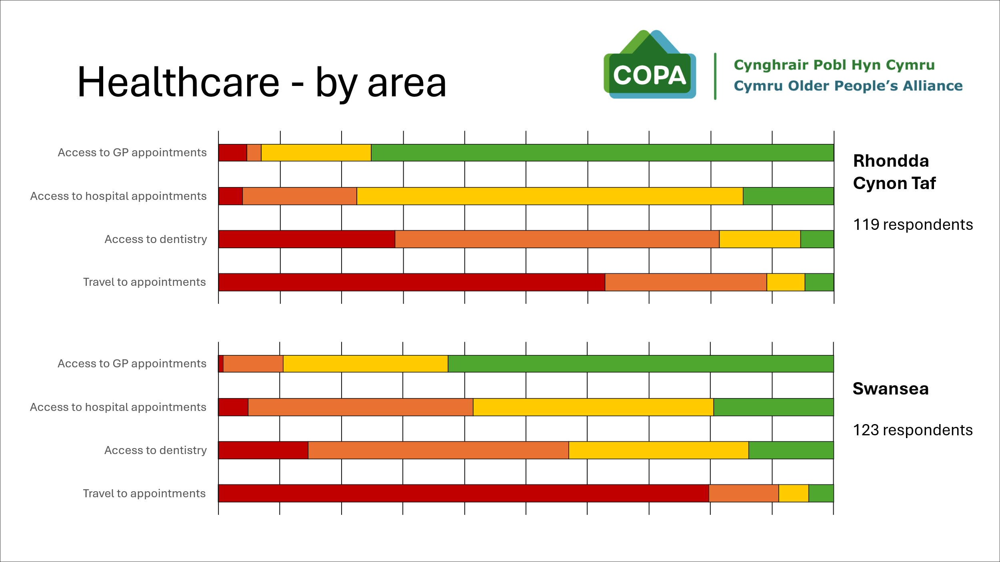 Healthcare - by area
COPA
Cynghrair Pobl Hyn Cymru
Cymru Older People’s Alliance
Access to GP appointments
Access to hospital appointments
Access to dentistry
Travel to appointments
Rhondda
Cynon Taf
119 respondents
Access to GP appointments
Access to hospital appointments
Access to dentistry
Travel to appointments
Swansea
123 respondents